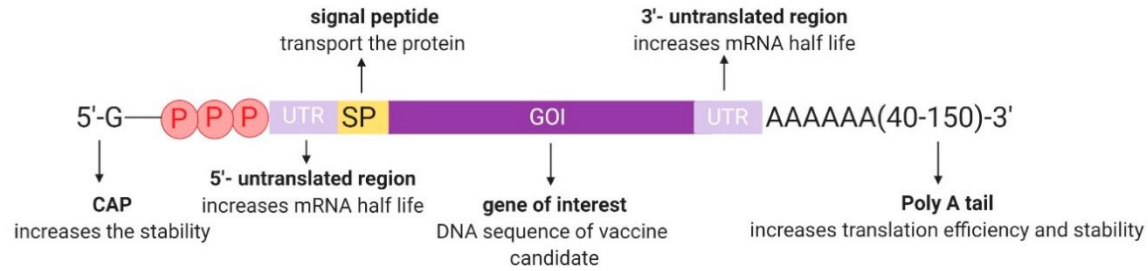 signal peptide
transport the protein
3'- untranslated region
increases mRNA half life
5'-G
P P P
UTR
SP
GOI
UTR
AAAAAA(40-150)-3'
CAP
increases the stability
5'- untranslated region
increases mRNA half life
gene of interest
DNA sequence of vaccine
candidate
Poly A tail
increases translation efficiency and stability